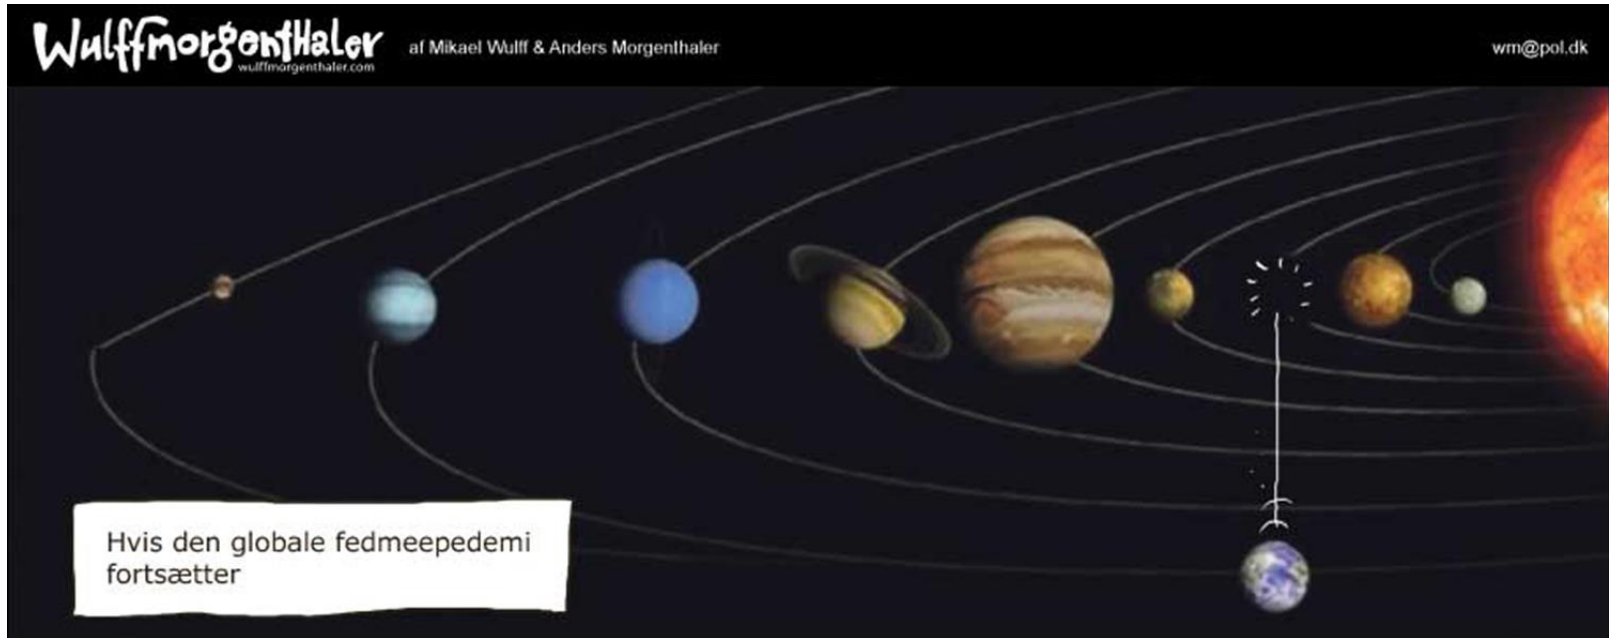 Wulffmorgenthaler
wulffmorgenthaler.com
af Mikael Wulff & Anders Morgenthaler
wm@pol.dk
Hvis den globale fedmeepedemi
fortsætter